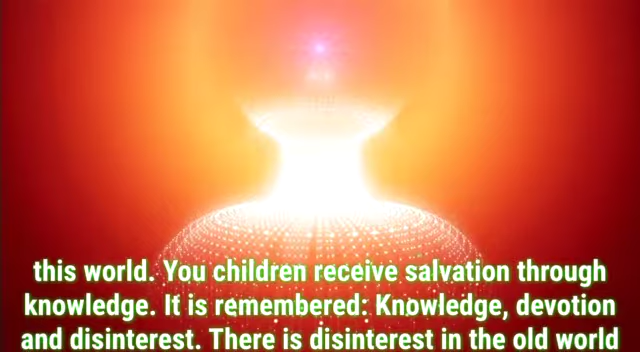 this world. You children receive salvation through
knowledge. It is remembered: Knowledge, devotion
and disinterest. There is disinterest in the old world